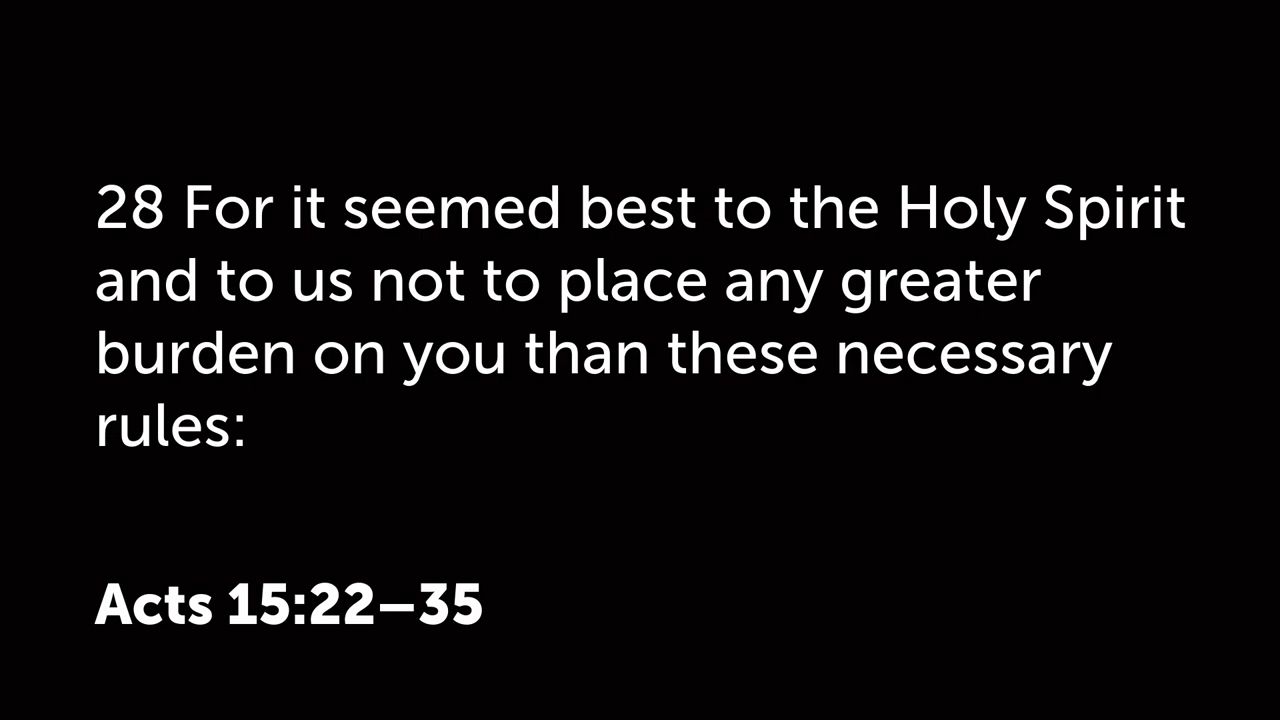 28 For it seemed best to the Holy Spirit
and to us not to place any greater
burden on you than these necessary
rules:
Acts 15:22–35